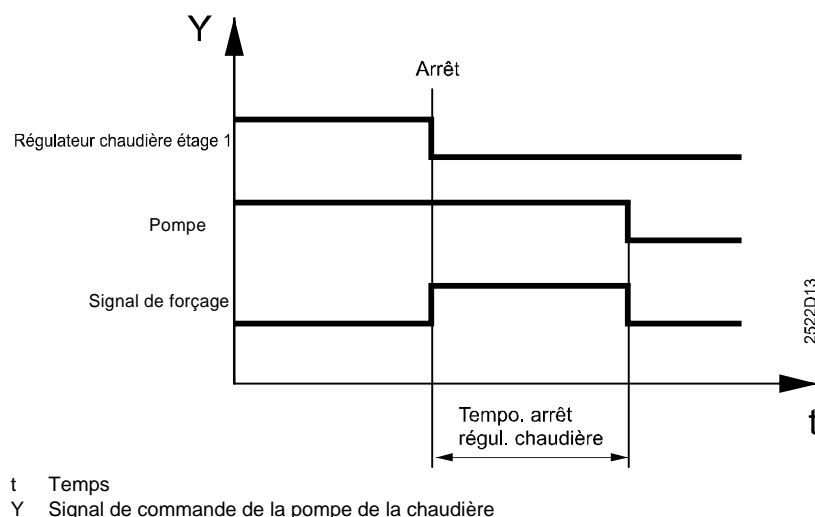 Y
Arrêt
Régulateur chaudière étage 1
Pompe
Signal de forçage
2522D13
Tempo. arrêt
régul. chaudière
t
t Temps
Y Signal de commande de la pompe de la chaudière